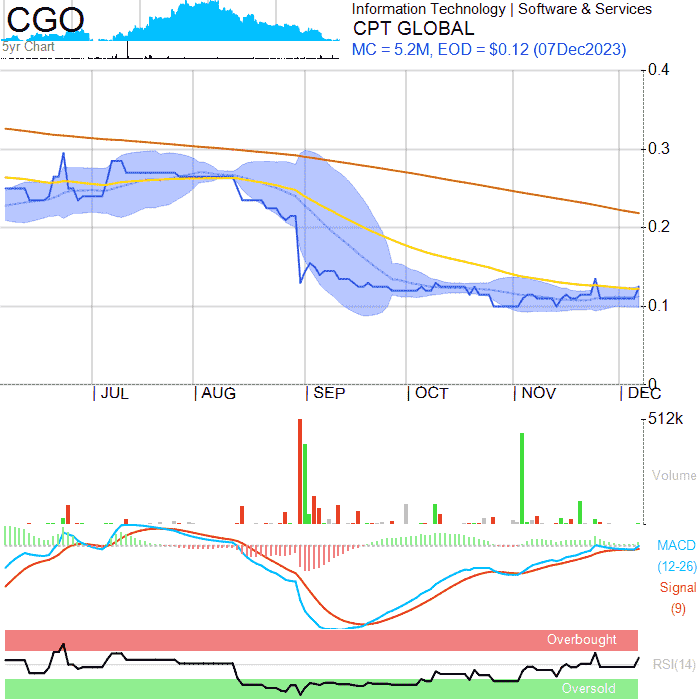 CGO
5yr Chart
Information Technology | Software & Services
CPT GLOBAL
MC = 5.2M, EOD = $0.12 (07Dec2023)
0.4
0.3
0.2
0.1
0
JUL AUG SEP OCT NOV DEC
512k
Volume
MACD
(12-26)
Signal
(9)
Overbought
RSI(14)
Oversold